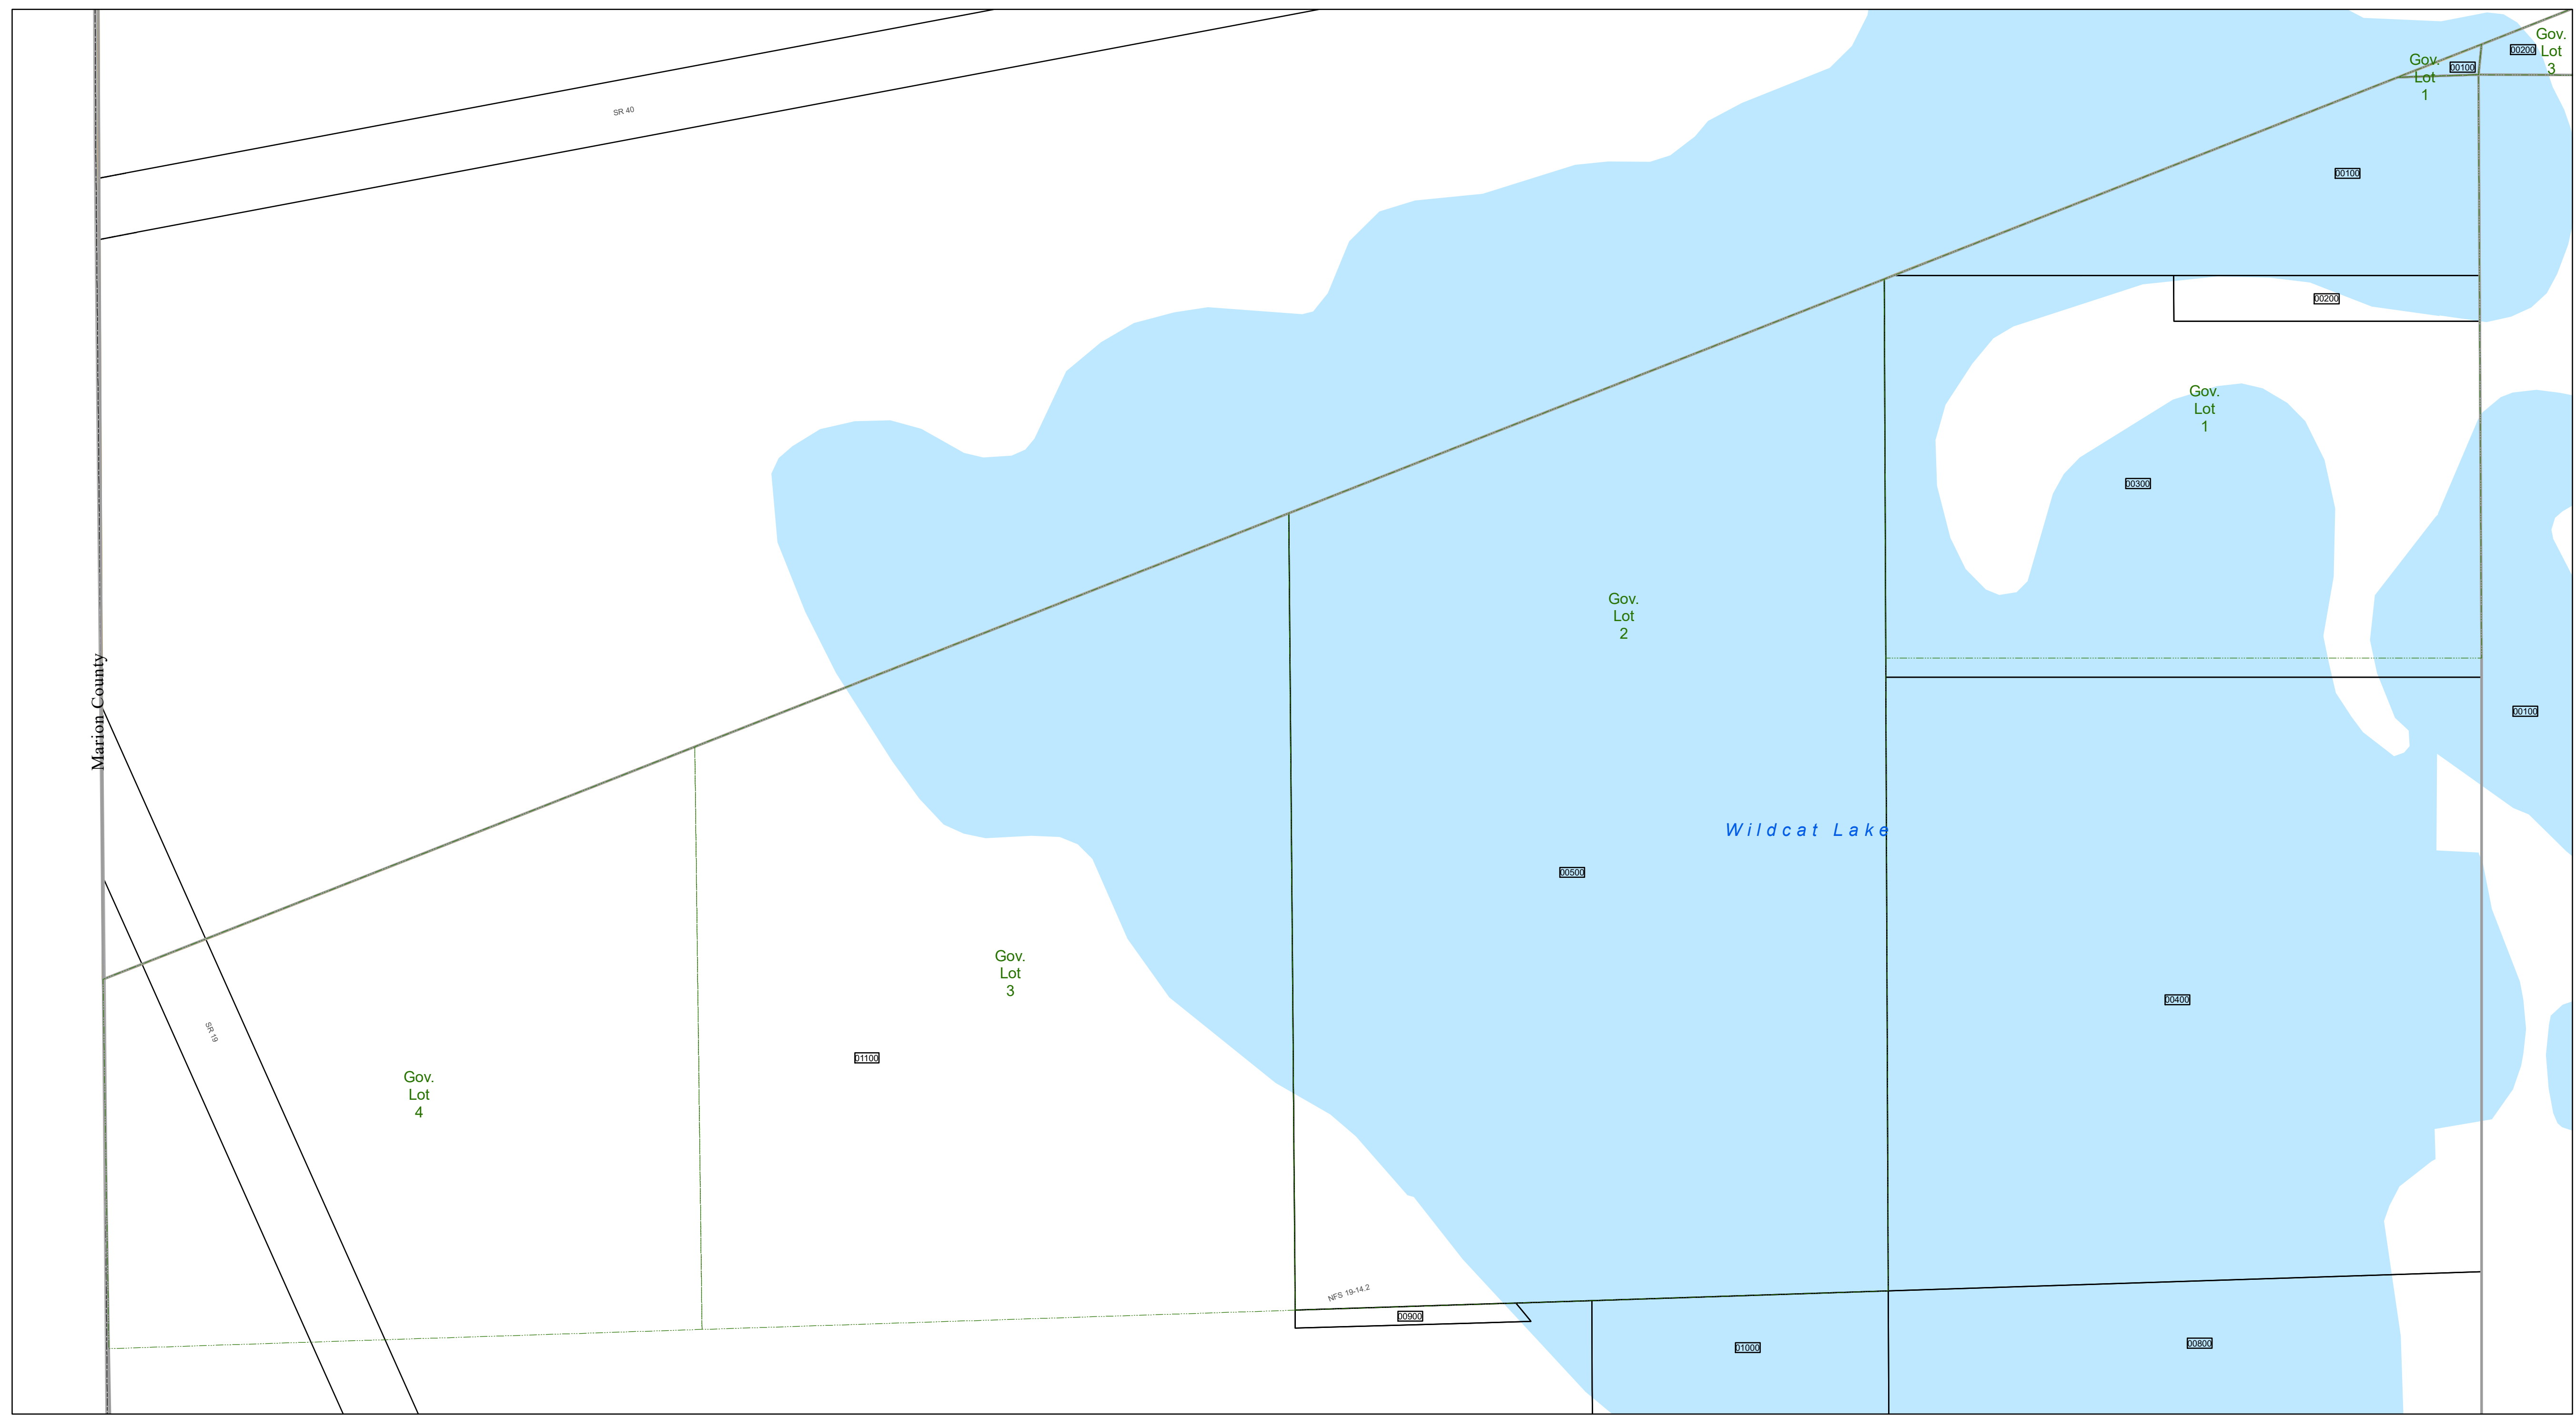 Gov.
Lot
3
00200
Gov.
Lot
1
00100
SR 40
00100
00200
Gov.
Lot
1
00300
Gov.
Lot
2
Marion County
00100
Wildcat Lake
00500
Gov.
Lot
3
00400
SR 19
01100
Gov.
Lot
4
NFS 19-14.2
00900
01000
00800